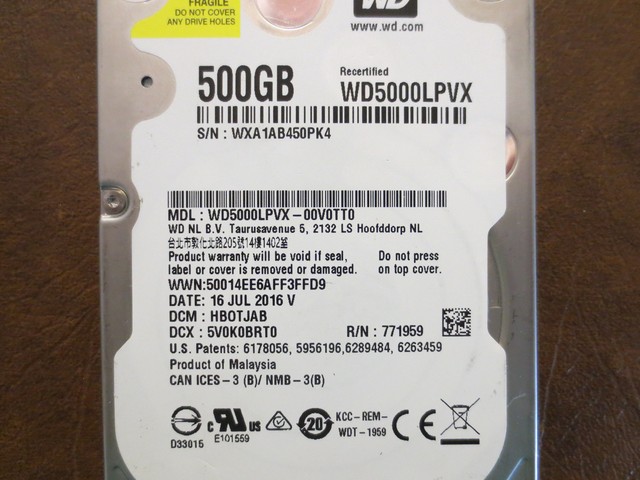 FRAGILE
DO NOT COVER
ANY DRIVE HOLES
WD
www.wd.com
500GB
Recertified
WD5000LPVX
S/N : WXA1AB450PK4
MDL : WD5000LPVX-00V0TT0
WD NL B.V. Taurusavenue 5, 2132 LS Hoofddorp NL
台北市敦化北路205號14樓1402室
Product warranty will be void if seal, Do not press
label or cover is removed or damaged. on top cover.
WWN:50014EE6AFF3FFD9
DATE: 16 JUL 2016 V
DCM : HBOTJAB
DCX : 5V0K0BRT0 R/N : 771959
U.S. Patents: 6178056, 5956196,6289484, 6263459
Product of Malaysia
CAN ICES-3 (B)/ NMB-3(B)
D33015
c RU US
E101559
20
KCC-REM-
WDT-1959
CE